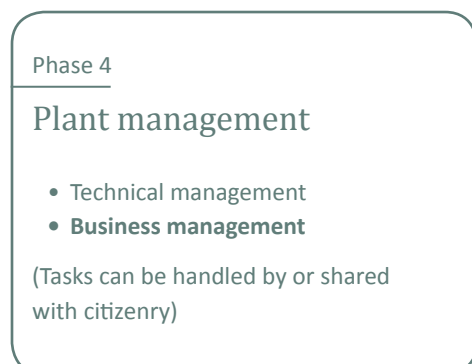 Phase 4
Plant management
• Technical management
• Business management
(Tasks can be handled by or shared
with citizenry)